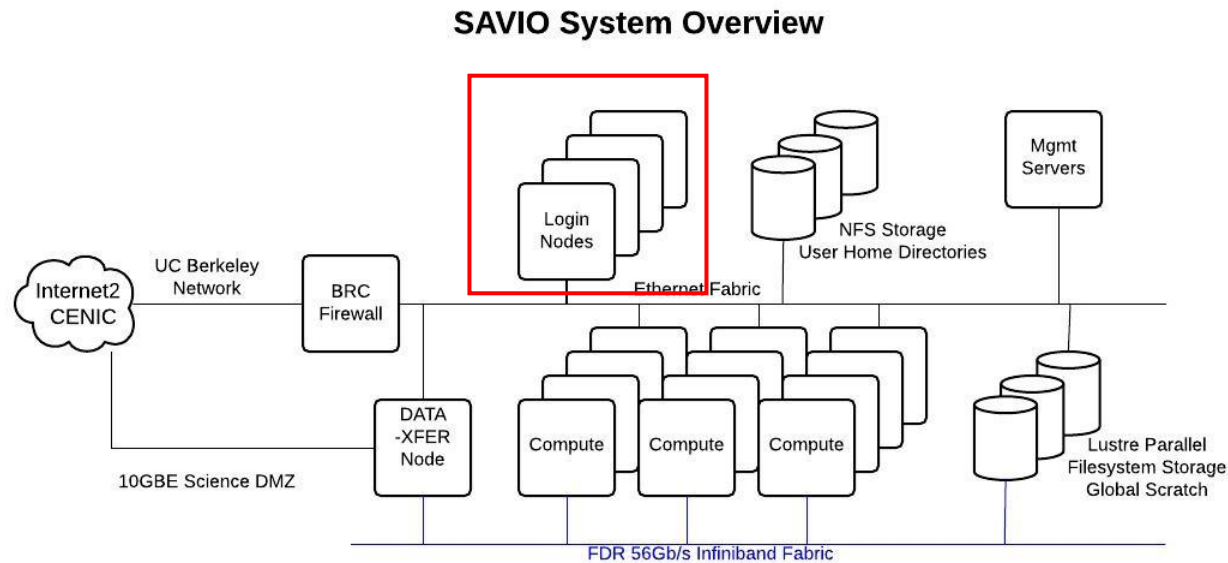 SAVIO System Overview
Login
Nodes
Mgmt
Servers
NFS Storage
User Home Directories
Internet2
CENIC
UC Berkeley
Network
BRC
Firewall
Ethernet Fabric
DATA
-XFER
Node
10GBE Science DMZ
Compute
Compute
Compute
Lustre Parallel
Filesystem Storage
Global Scratch
FDR 56Gb/s Infiniband Fabric